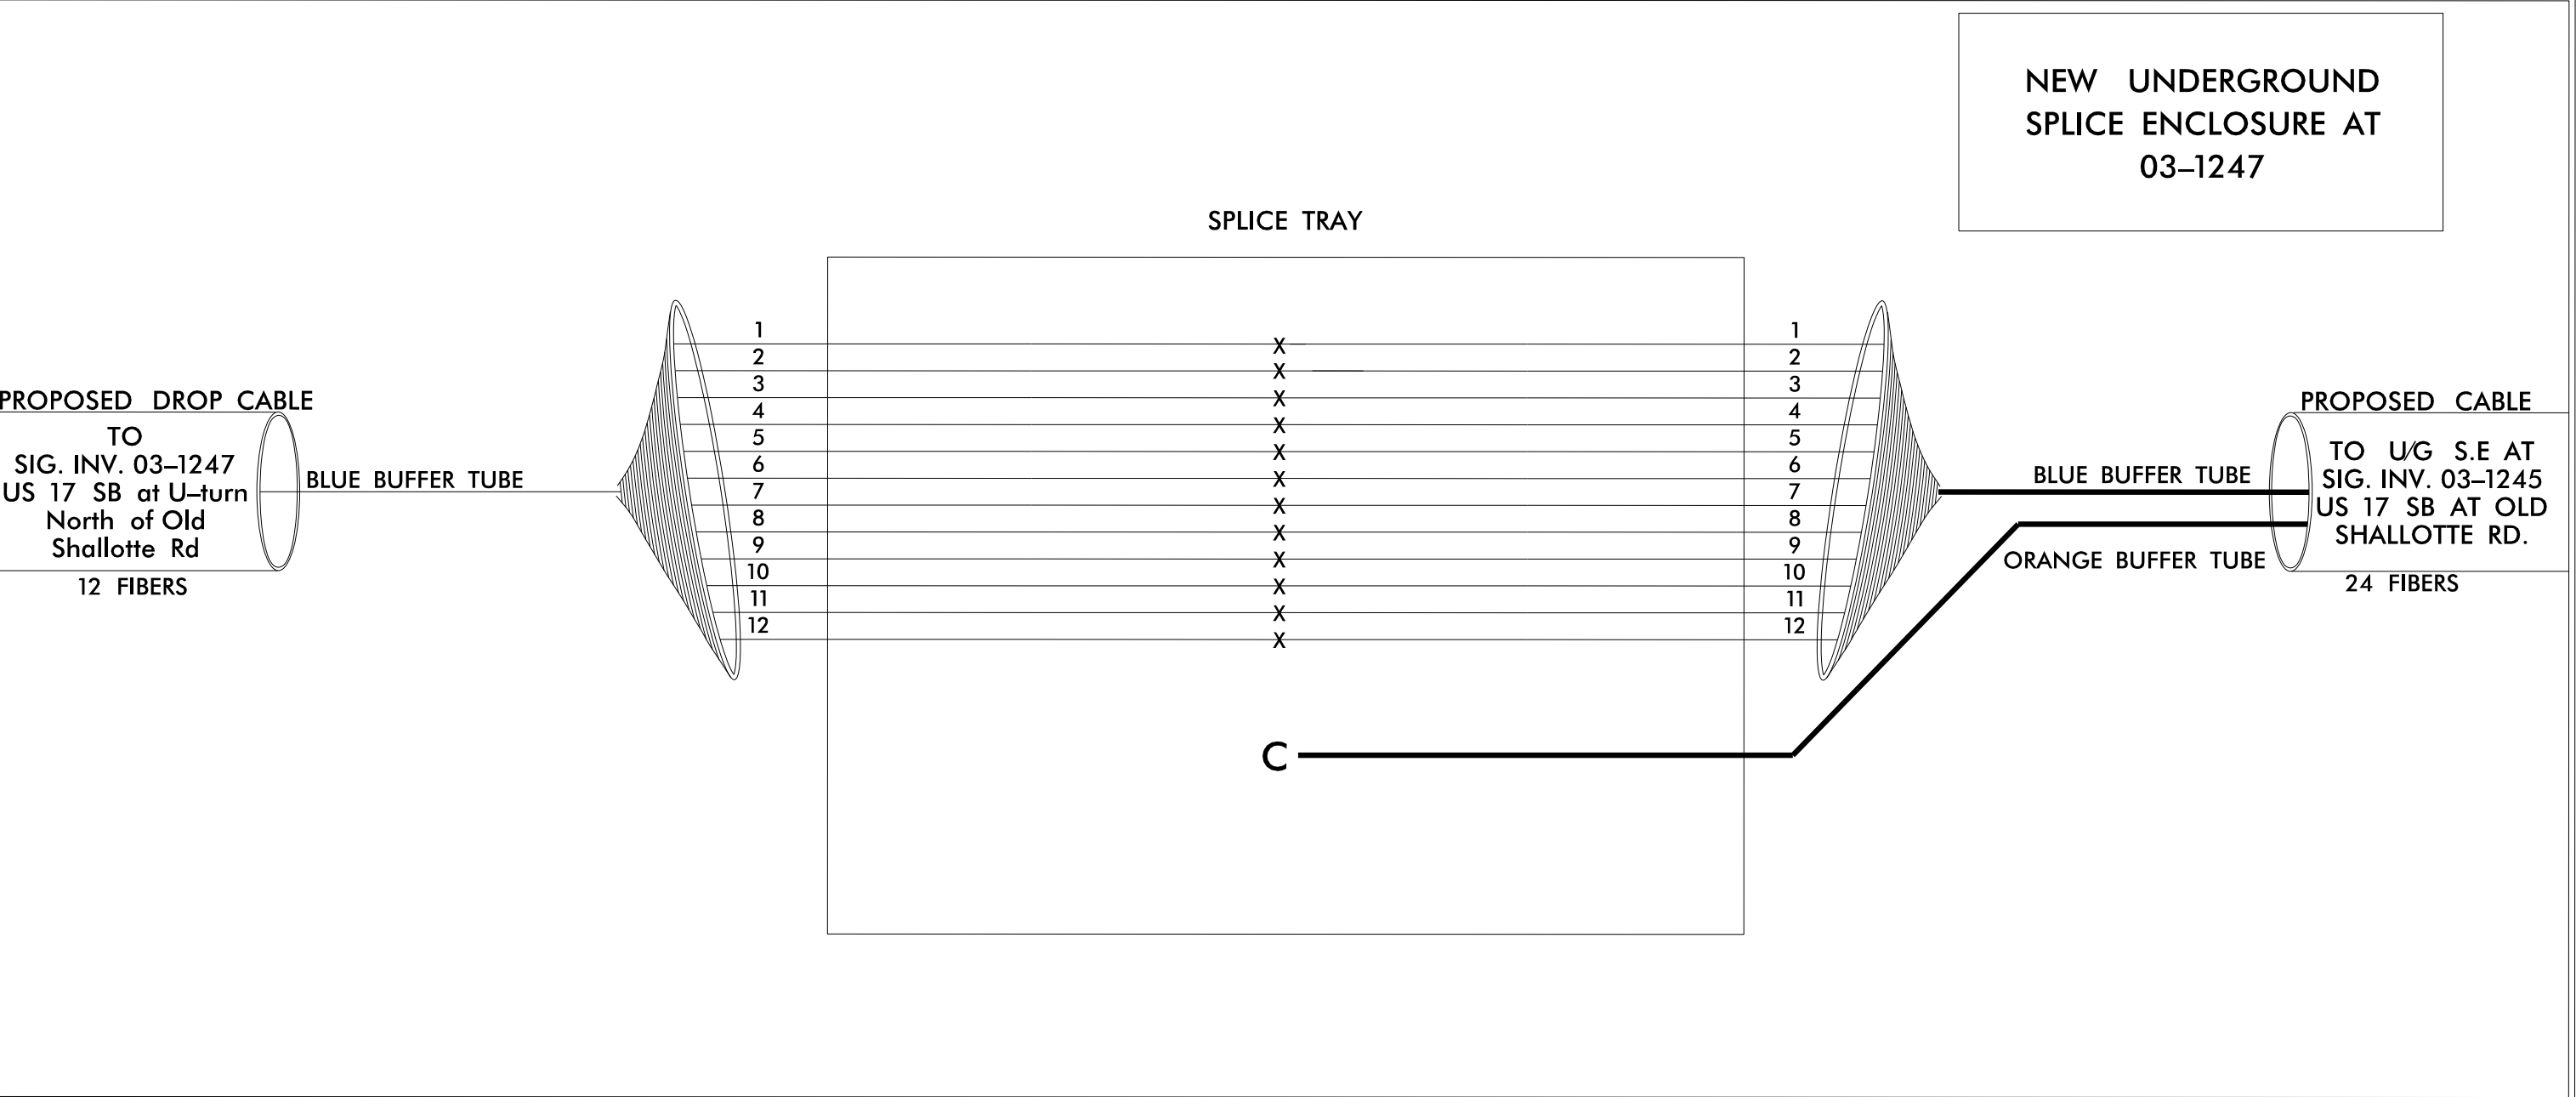 NEW UNDERGROUND
SPLICE ENCLOSURE AT
03–1247
SPLICE TRAY
PROPOSED DROP CABLE
TO
SIG. INV. 03–1247
US 17 SB at U–turn
North of Old
Shallotte Rd
12 FIBERS
BLUE BUFFER TUBE
1
2
3
4
5
6
7
8
9
10
11
12
X
X
X
X
X
X
X
X
X
X
X
X
C
1
2
3
4
5
6
7
8
9
10
11
12
BLUE BUFFER TUBE
ORANGE BUFFER TUBE
PROPOSED CABLE
TO U/G S.E AT
SIG. INV. 03–1245
US 17 SB AT OLD
SHALLOTTE RD.
24 FIBERS